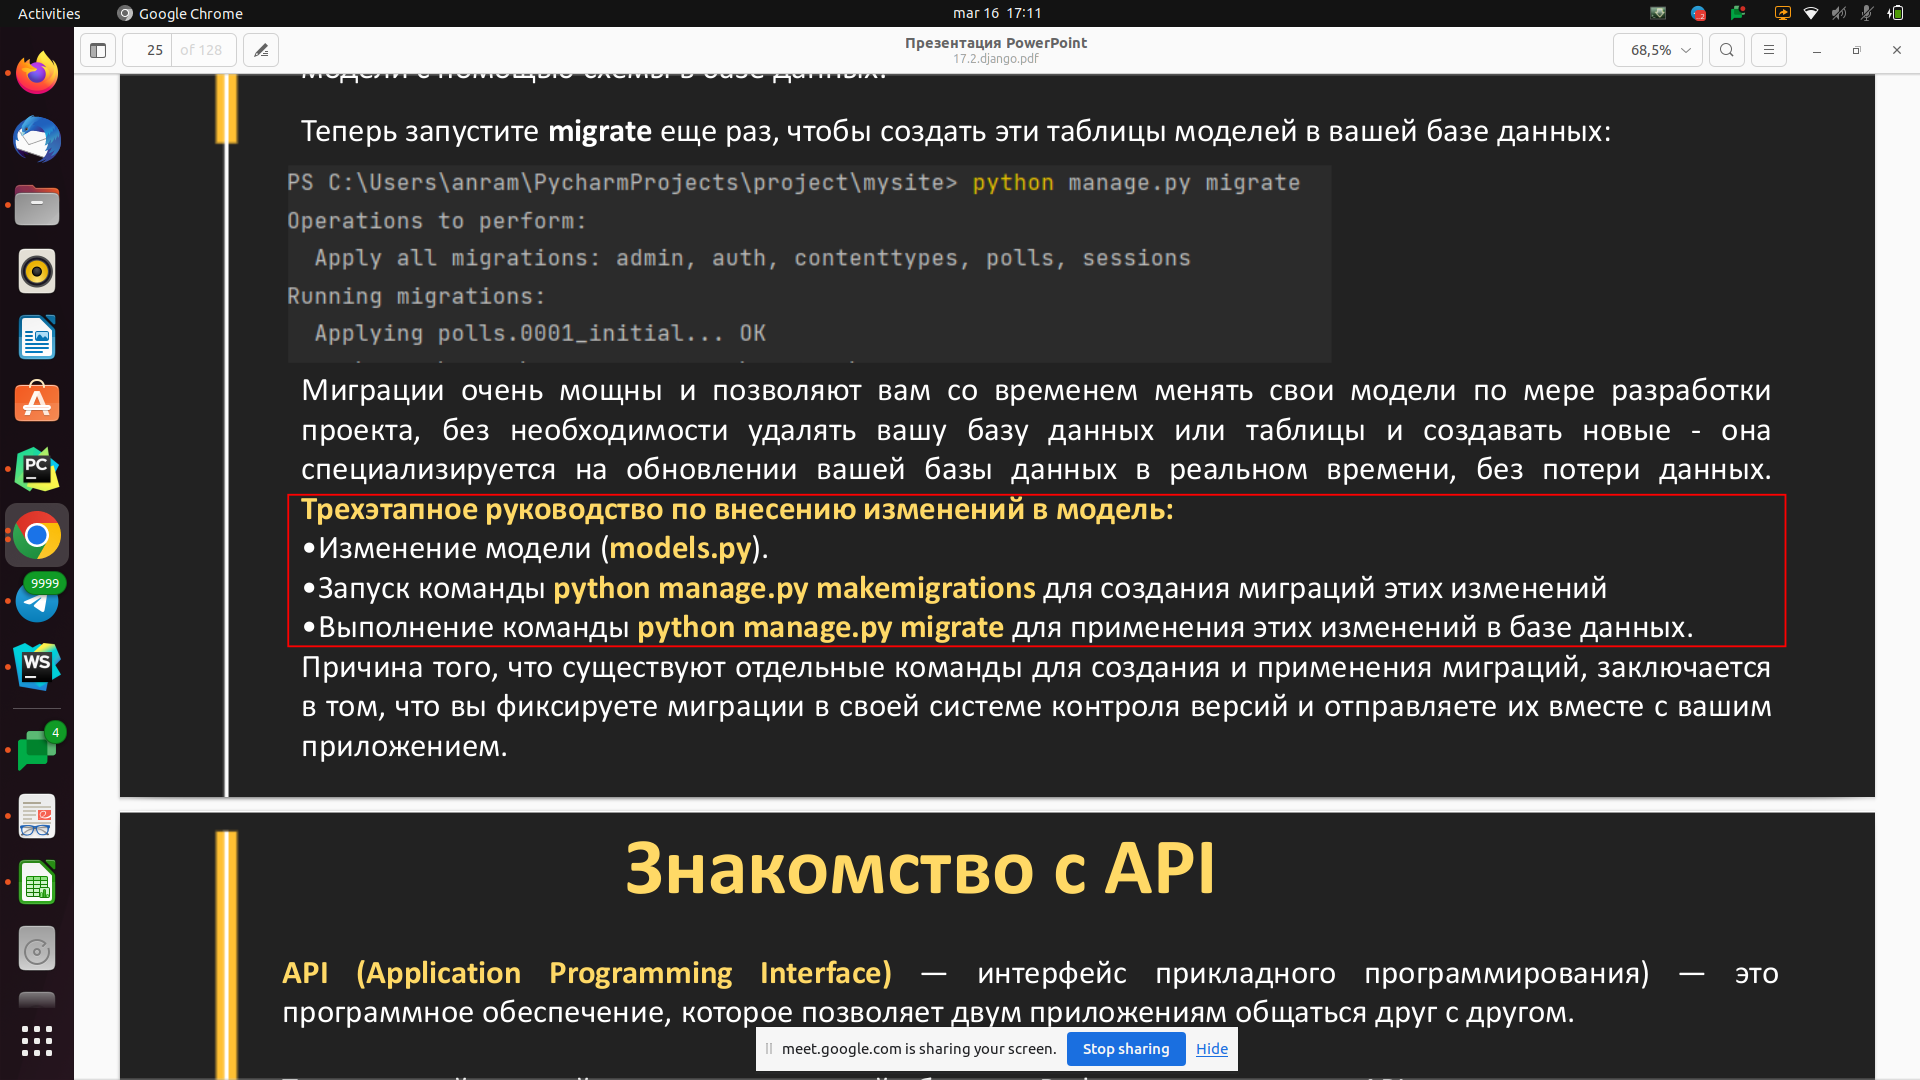 Activities Google Chrome mar 16 17:11
25 of 128 Презентация PowerPoint 68,5%
17.2.django.pdf
модели с помощью схемы в базе данных.
Теперь запустите migrate еще раз, чтобы создать эти таблицы моделей в вашей базе данных:
PS C:\Users\anram\PycharmProjects\project\mysite> python manage.py migrate
Operations to perform:
Apply all migrations: admin, auth, contenttypes, polls, sessions
Running migrations:
Applying polls.0001_initial... OK
Миграции очень мощны и позволяют вам со временем менять свои модели по мере разработки
проекта, без необходимости удалять вашу базу данных или таблицы и создавать новые - она
специализируется на обновлении вашей базы данных в реальном времени, без потери данных.
Трехэтапное руководство по внесению изменений в модель:
•Изменение модели (models.py).
•Запуск команды python manage.py makemigrations для создания миграций этих изменений
•Выполнение команды python manage.py migrate для применения этих изменений в базе данных.
Причина того, что существуют отдельные команды для создания и применения миграций, заключается
в том, что вы фиксируете миграции в своей системе контроля версий и отправляете их вместе с вашим
приложением.
Знакомство с API
API (Application Programming Interface) — интерфейс прикладного программирования) — это
программное обеспечение, которое позволяет двум приложениям общаться друг с другом.
meet.google.com is sharing your screen. Stop sharing Hide
PC
9999
WS
4